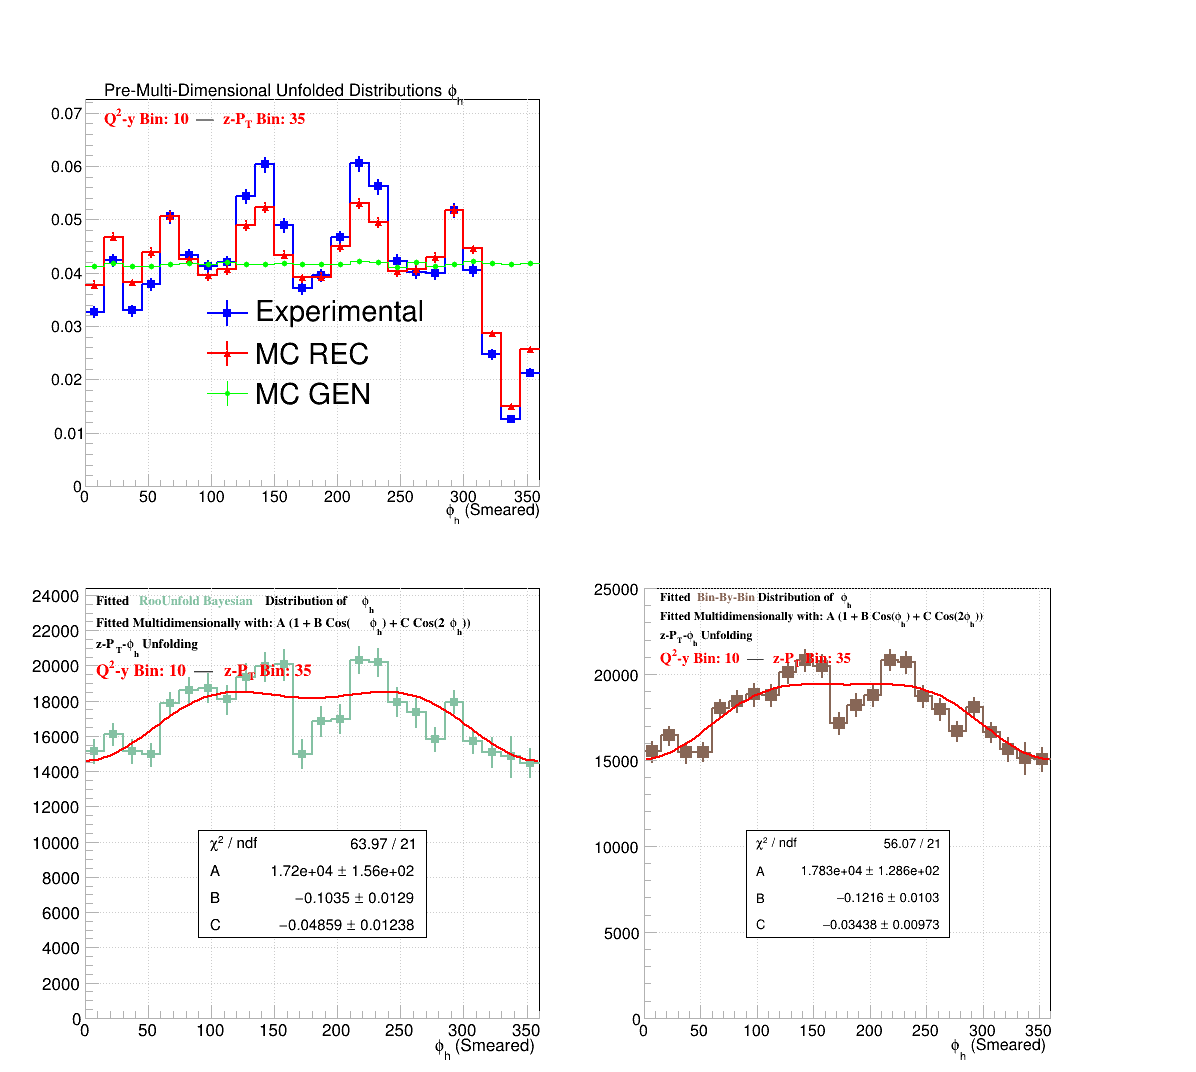 Pre-Multi-Dimensional Unfolded Distributions ϕh
Q²-y Bin: 10 — z-PT Bin: 35
0.07
0.06
0.05
0.04
0.03
0.02
0.01
0
Experimental
MC REC
MC GEN
0 50 100 150 200 250 300 350
ϕh (Smeared)
Fitted RooUnfold Bayesian Distribution of ϕh
Fitted Multidimensionally with: A (1 + B Cos( ϕh) + C Cos(2 ϕh))
z-PT-ϕh Unfolding
Q²-y Bin: 10 — z-PT Bin: 35
24000
22000
20000
18000
16000
14000
12000
10000
8000
6000
4000
2000
0
χ² / ndf 63.97 / 21
A 1.72e+04 ± 1.56e+02
B −0.1035 ± 0.0129
C −0.04859 ± 0.01238
0 50 100 150 200 250 300 350
ϕh (Smeared)
Fitted Bin-By-Bin Distribution of ϕh
Fitted Multidimensionally with: A (1 + B Cos(ϕh) + C Cos(2ϕh))
z-PT-ϕh Unfolding
Q²-y Bin: 10 — z-PT Bin: 35
25000
20000
15000
10000
5000
0
χ² / ndf 56.07 / 21
A 1.783e+04 ± 1.286e+02
B −0.1216 ± 0.0103
C −0.03438 ± 0.00973
0 50 100 150 200 250 300 350
ϕh (Smeared)